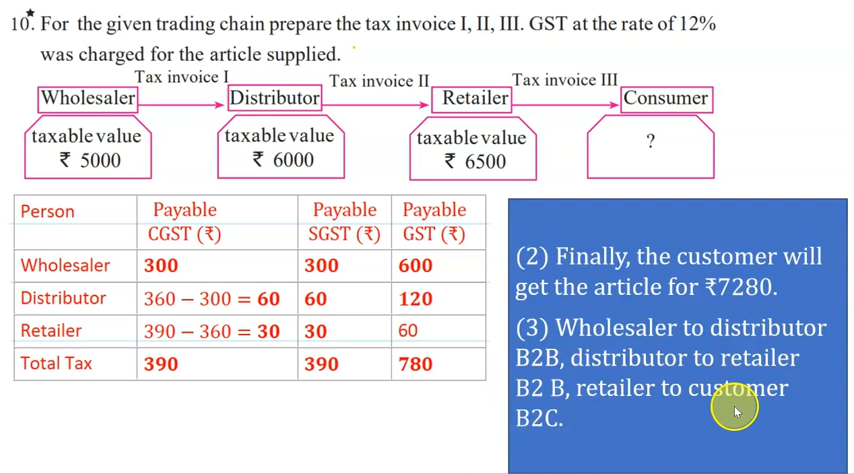 10.* For the given trading chain prepare the tax invoice I, II, III. GST at the rate of 12%
was charged for the article supplied.
Tax invoice I Tax invoice II Tax invoice III
Wholesaler Distributor Retailer Consumer
taxable value taxable value taxable value ?
₹ 5000 ₹ 6000 ₹ 6500
Person Payable Payable Payable
CGST (₹) SGST (₹) GST (₹)
Wholesaler 300 300 600
Distributor 360 − 300 = 60 60 120
Retailer 390 − 360 = 30 30 60
Total Tax 390 390 780
(2) Finally, the customer will
get the article for ₹7280.
(3) Wholesaler to distributor
B2B, distributor to retailer
B2 B, retailer to customer
B2C.